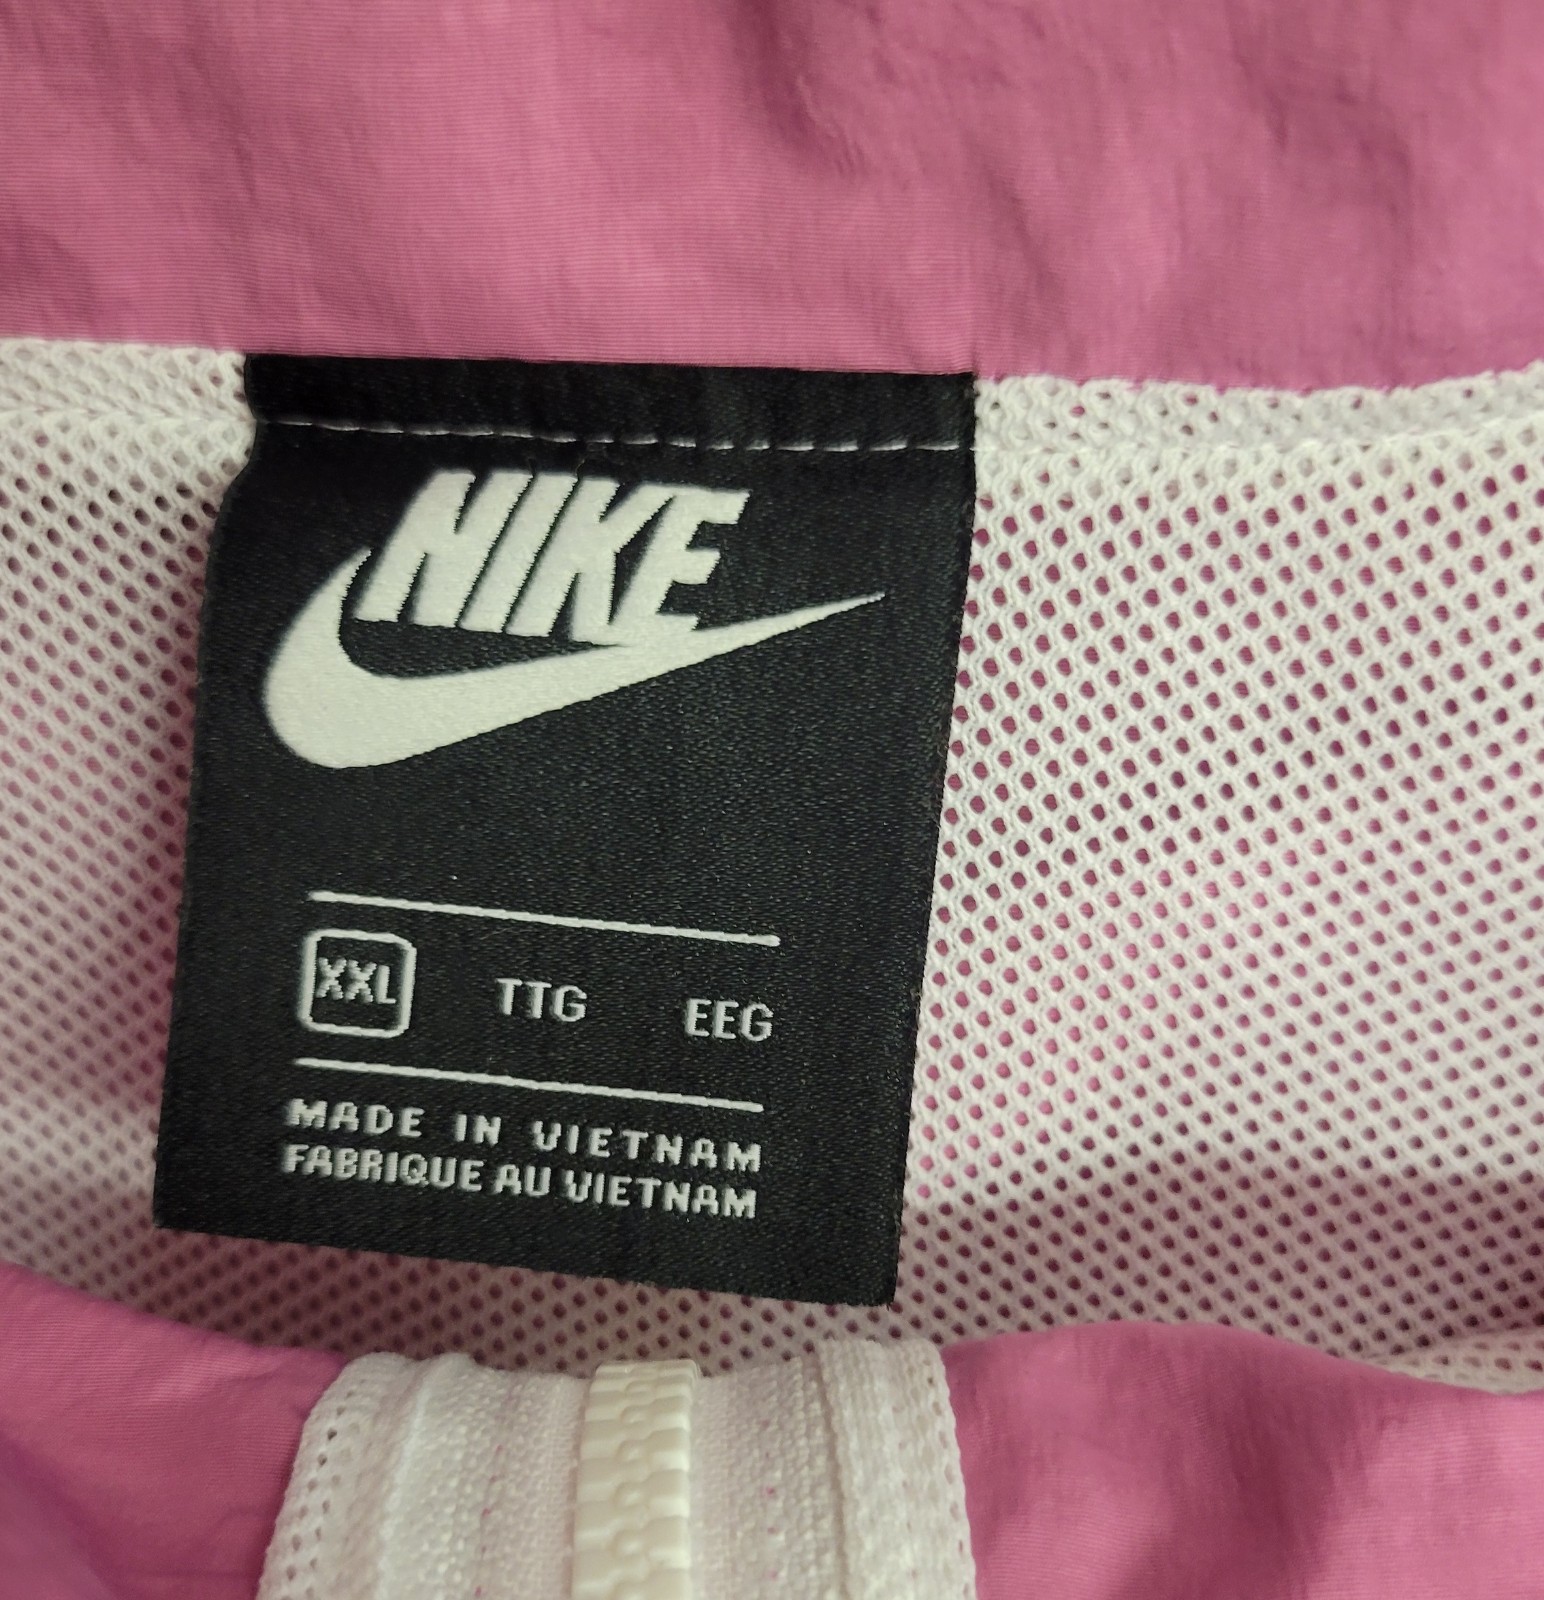 NIKE
XXL TTG EEG
MADE IN VIETNAM
FABRIQUE AU VIETNAM